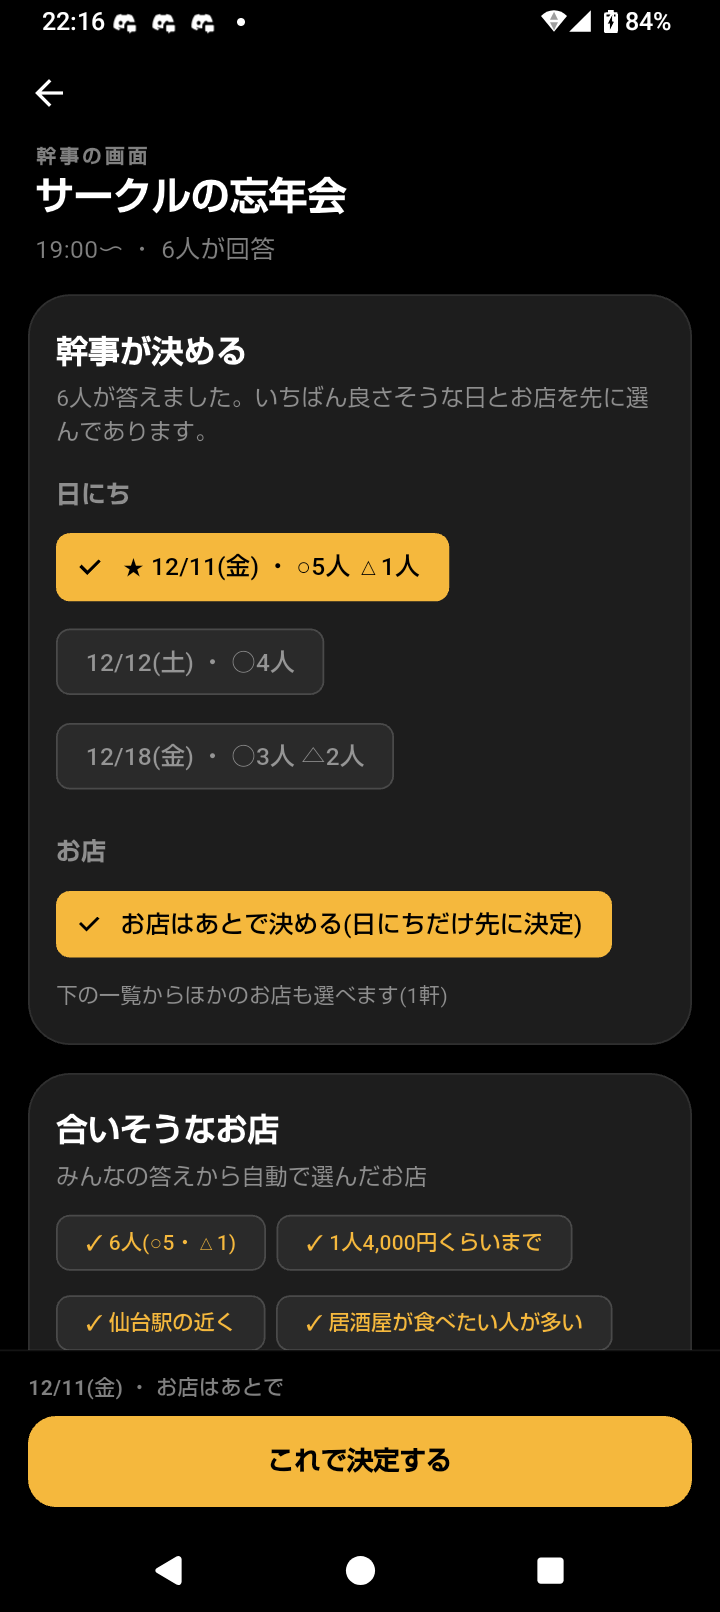 22:16 84%
幹事の画面
サークルの忘年会
19:00〜 ・ 6人が回答
幹事が決める
6人が答えました。いちばん良さそうな日とお店を先に選
んであります。
日にち
✓ ★ 12/11(金) ・ ○5人 △1人
12/12(土) ・ ○4人
12/18(金) ・ ○3人 △2人
お店
✓ お店はあとで決める(日にちだけ先に決定)
下の一覧からほかのお店も選べます(1軒)
合いそうなお店
みんなの答えから自動で選んだお店
✓ 6人(○5・△1) ✓ 1人4,000円くらいまで
✓ 仙台駅の近く ✓ 居酒屋が食べたい人が多い
12/11(金) ・ お店はあとで
これで決定する